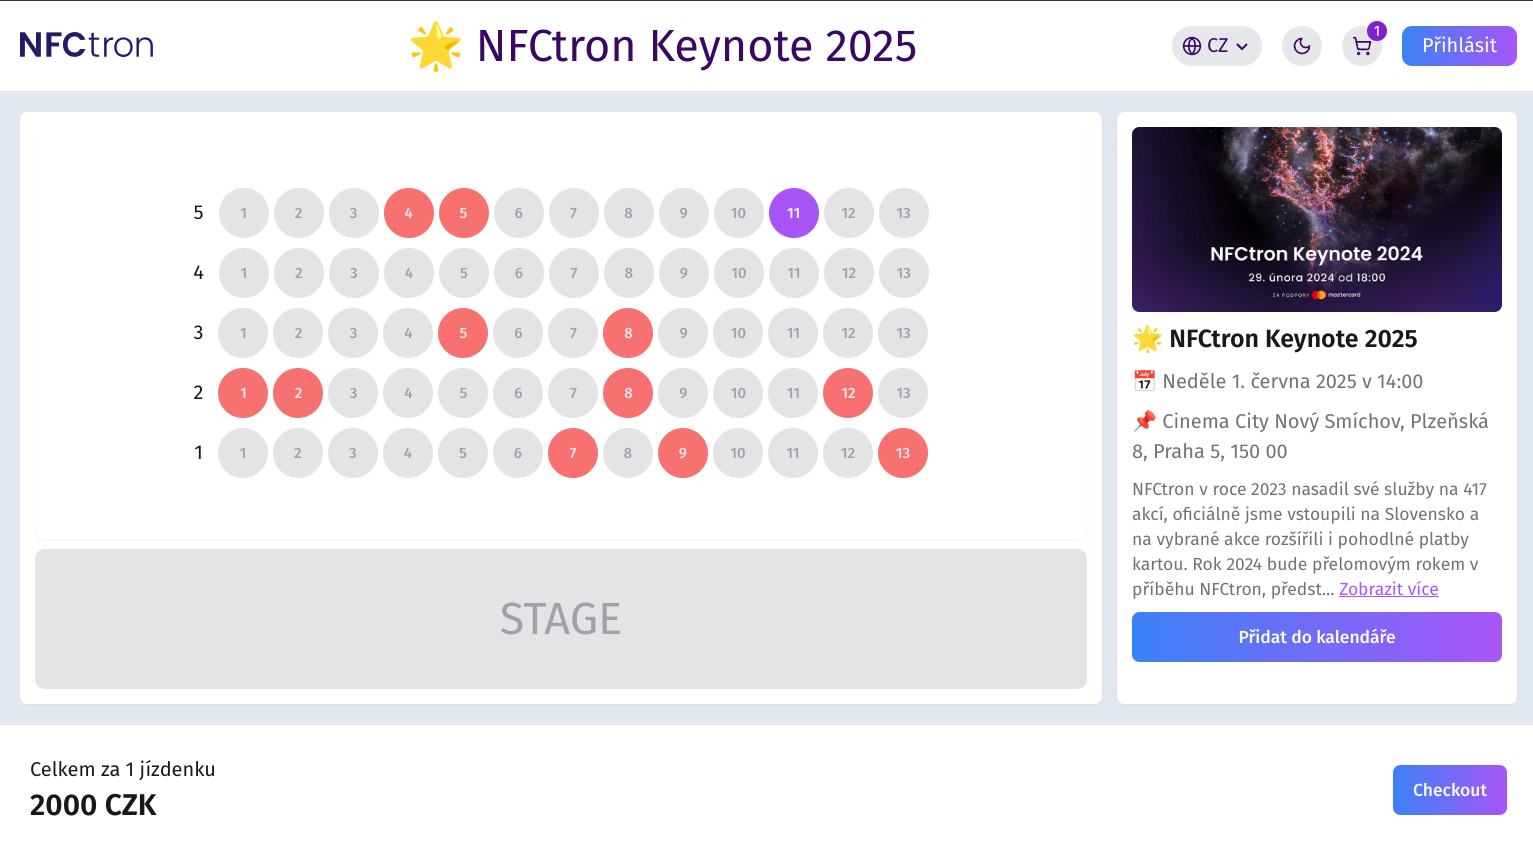 NFCtron
🌟 NFCtron Keynote 2025
CZ
1
Přihlásit
5 1 2 3 4 5 6 7 8 9 10 11 12 13
4 1 2 3 4 5 6 7 8 9 10 11 12 13
3 1 2 3 4 5 6 7 8 9 10 11 12 13
2 1 2 3 4 5 6 7 8 9 10 11 12 13
1 1 2 3 4 5 6 7 8 9 10 11 12 13
STAGE
NFCtron Keynote 2024
29. února 2024 od 18:00
ZA PODPORY mastercard
🌟 NFCtron Keynote 2025
📅 Neděle 1. června 2025 v 14:00
📌 Cinema City Nový Smíchov, Plzeňská
8, Praha 5, 150 00
NFCtron v roce 2023 nasadil své služby na 417
akcí, oficiálně jsme vstoupili na Slovensko a
na vybrané akce rozšířili i pohodlné platby
kartou. Rok 2024 bude přelomovým rokem v
příběhu NFCtron, předst... Zobrazit více
Přidat do kalendáře
Celkem za 1 jízdenku
2000 CZK
Checkout